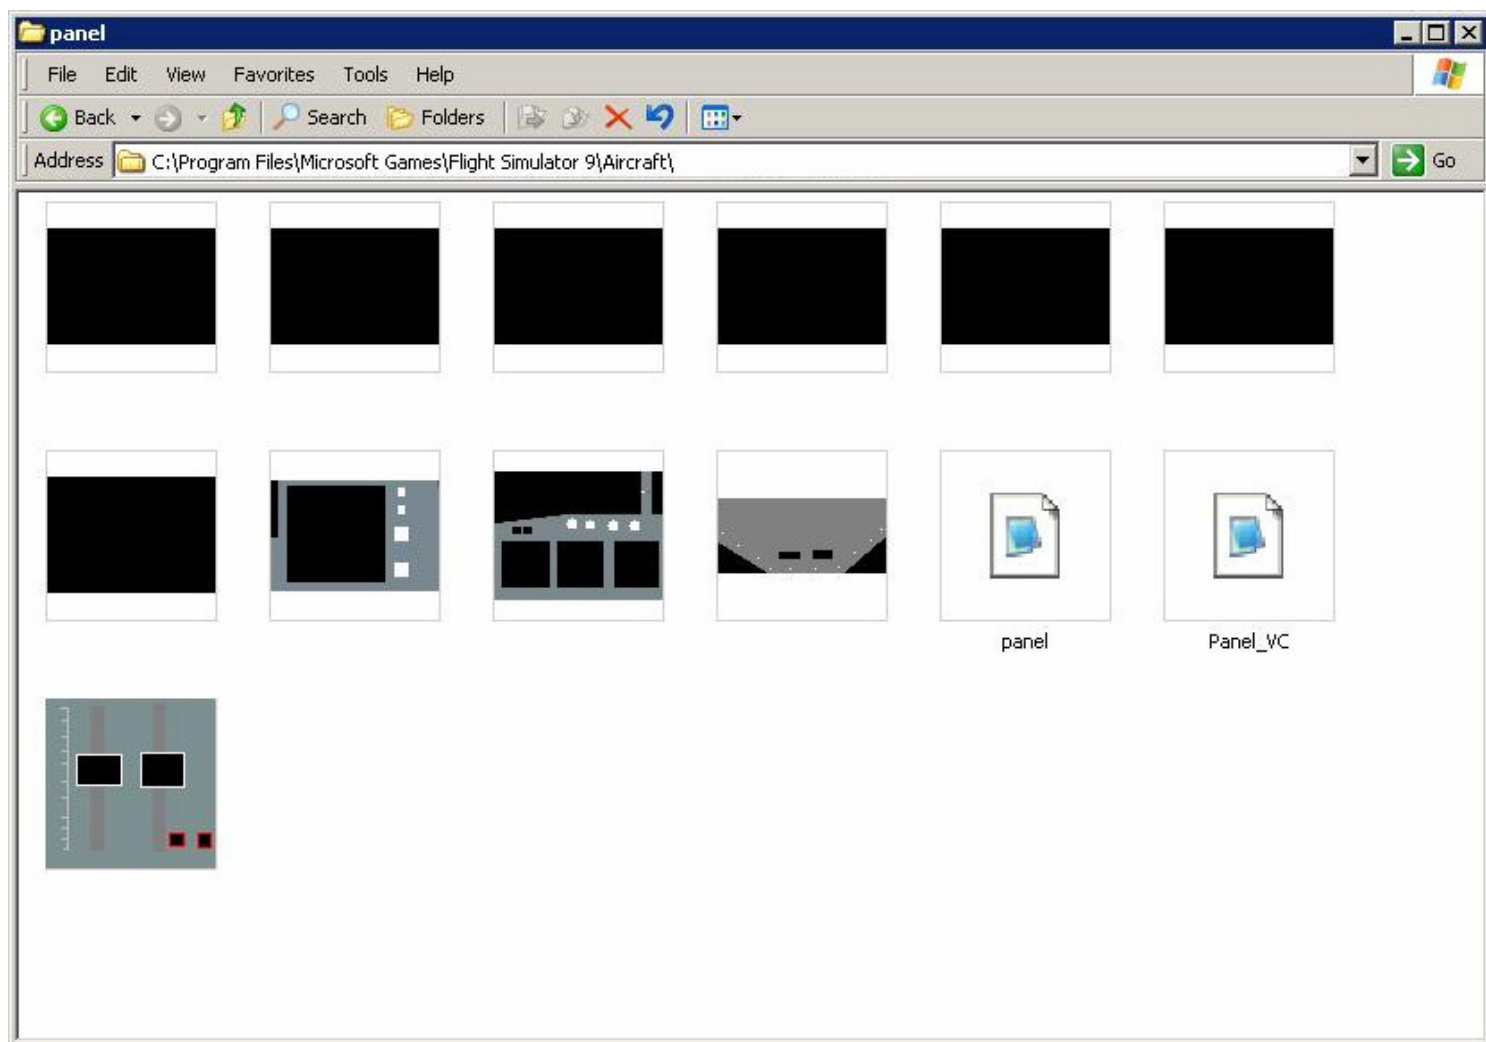 panel
File Edit View Favorites Tools Help
Back Search Folders
Address C:\Program Files\Microsoft Games\Flight Simulator 9\Aircraft\ Go
panel Panel_VC